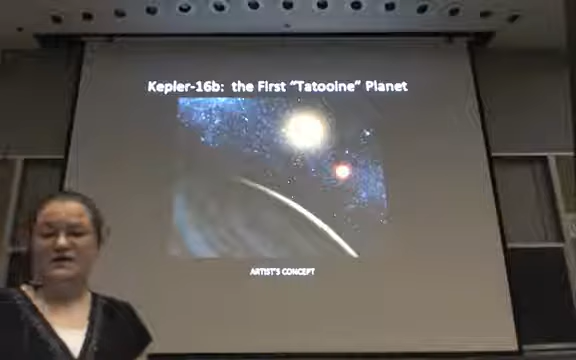 Kepler-16b: the First “Tatooine” Planet
ARTIST'S CONCEPT